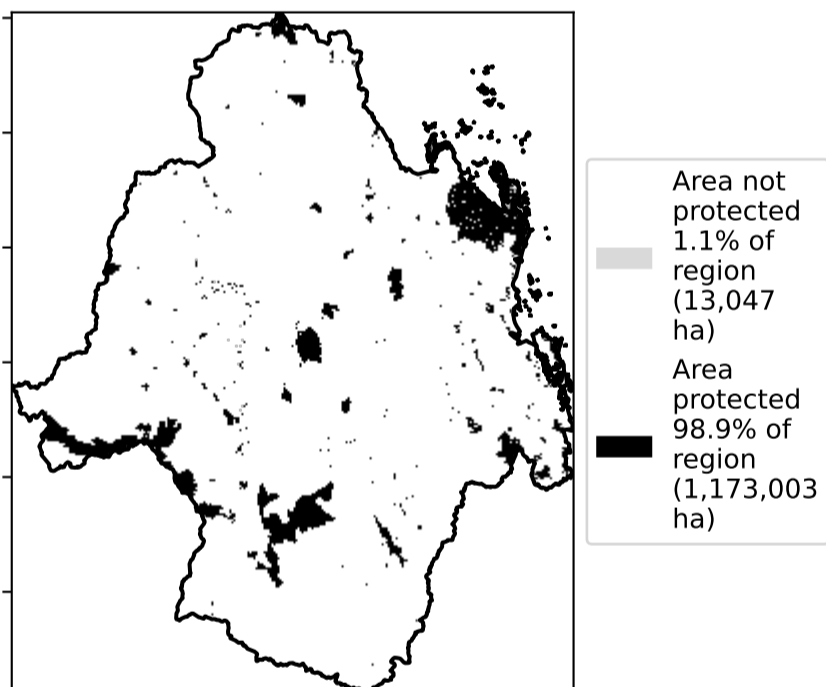 Area not
protected
1.1% of
region
(13,047
ha)
Area
protected
98.9% of
region
(1,173,003
ha)